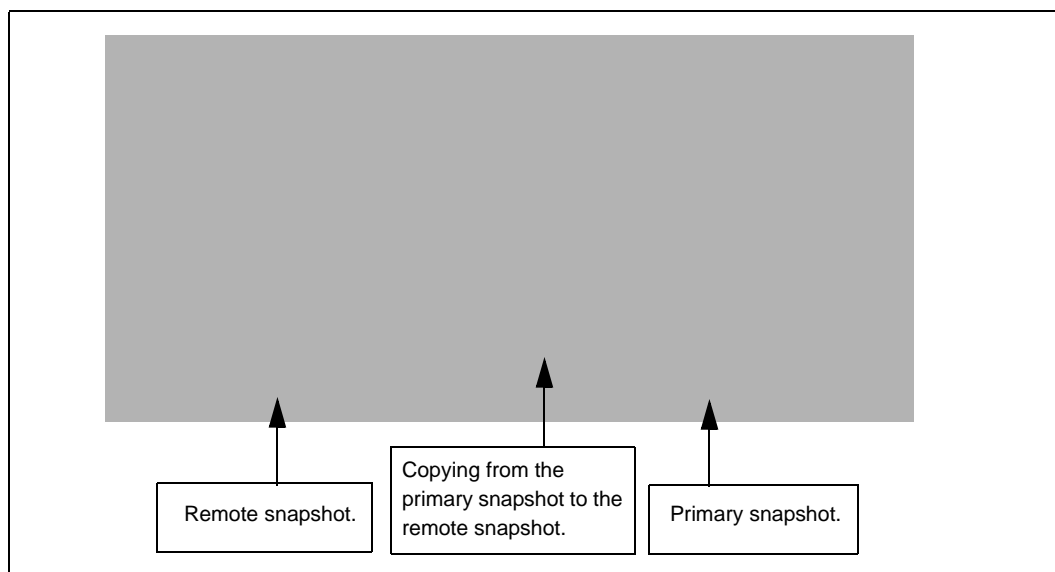 Remote snapshot.
Copying from the
primary snapshot to the
remote snapshot.
Primary snapshot.